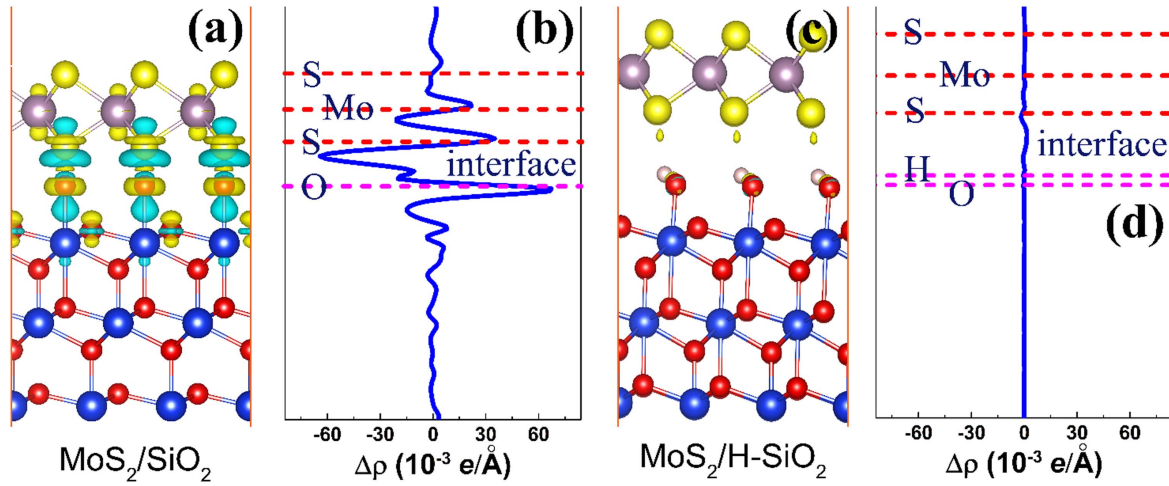 (a)
MoS₂/SiO₂
(b)
S
Mo
S
interface
O
-60 -30 0 30 60
Δρ (10⁻³ e/Å)
(c)
MoS₂/H-SiO₂
S
Mo
S
interface
H
O
(d)
-60 -30 0 30 60
Δρ (10⁻³ e/Å)